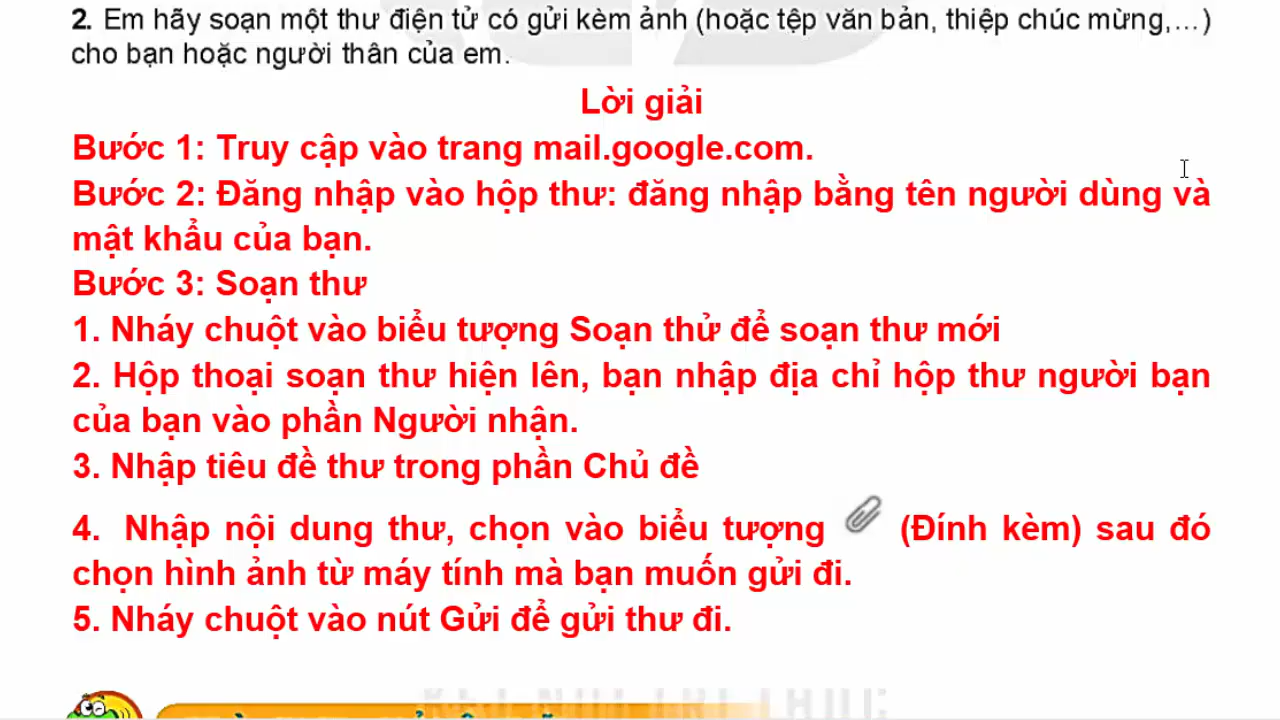 2. Em hãy soạn một thư điện tử có gửi kèm ảnh (hoặc tệp văn bản, thiệp chúc mừng,...)
cho bạn hoặc người thân của em.
Lời giải
Bước 1: Truy cập vào trang mail.google.com.
Bước 2: Đăng nhập vào hộp thư: đăng nhập bằng tên người dùng và
mật khẩu của bạn.
Bước 3: Soạn thư
1. Nháy chuột vào biểu tượng Soạn thử để soạn thư mới
2. Hộp thoại soạn thư hiện lên, bạn nhập địa chỉ hộp thư người bạn
của bạn vào phần Người nhận.
3. Nhập tiêu đề thư trong phần Chủ đề
4. Nhập nội dung thư, chọn vào biểu tượng (Đính kèm) sau đó
chọn hình ảnh từ máy tính mà bạn muốn gửi đi.
5. Nháy chuột vào nút Gửi để gửi thư đi.